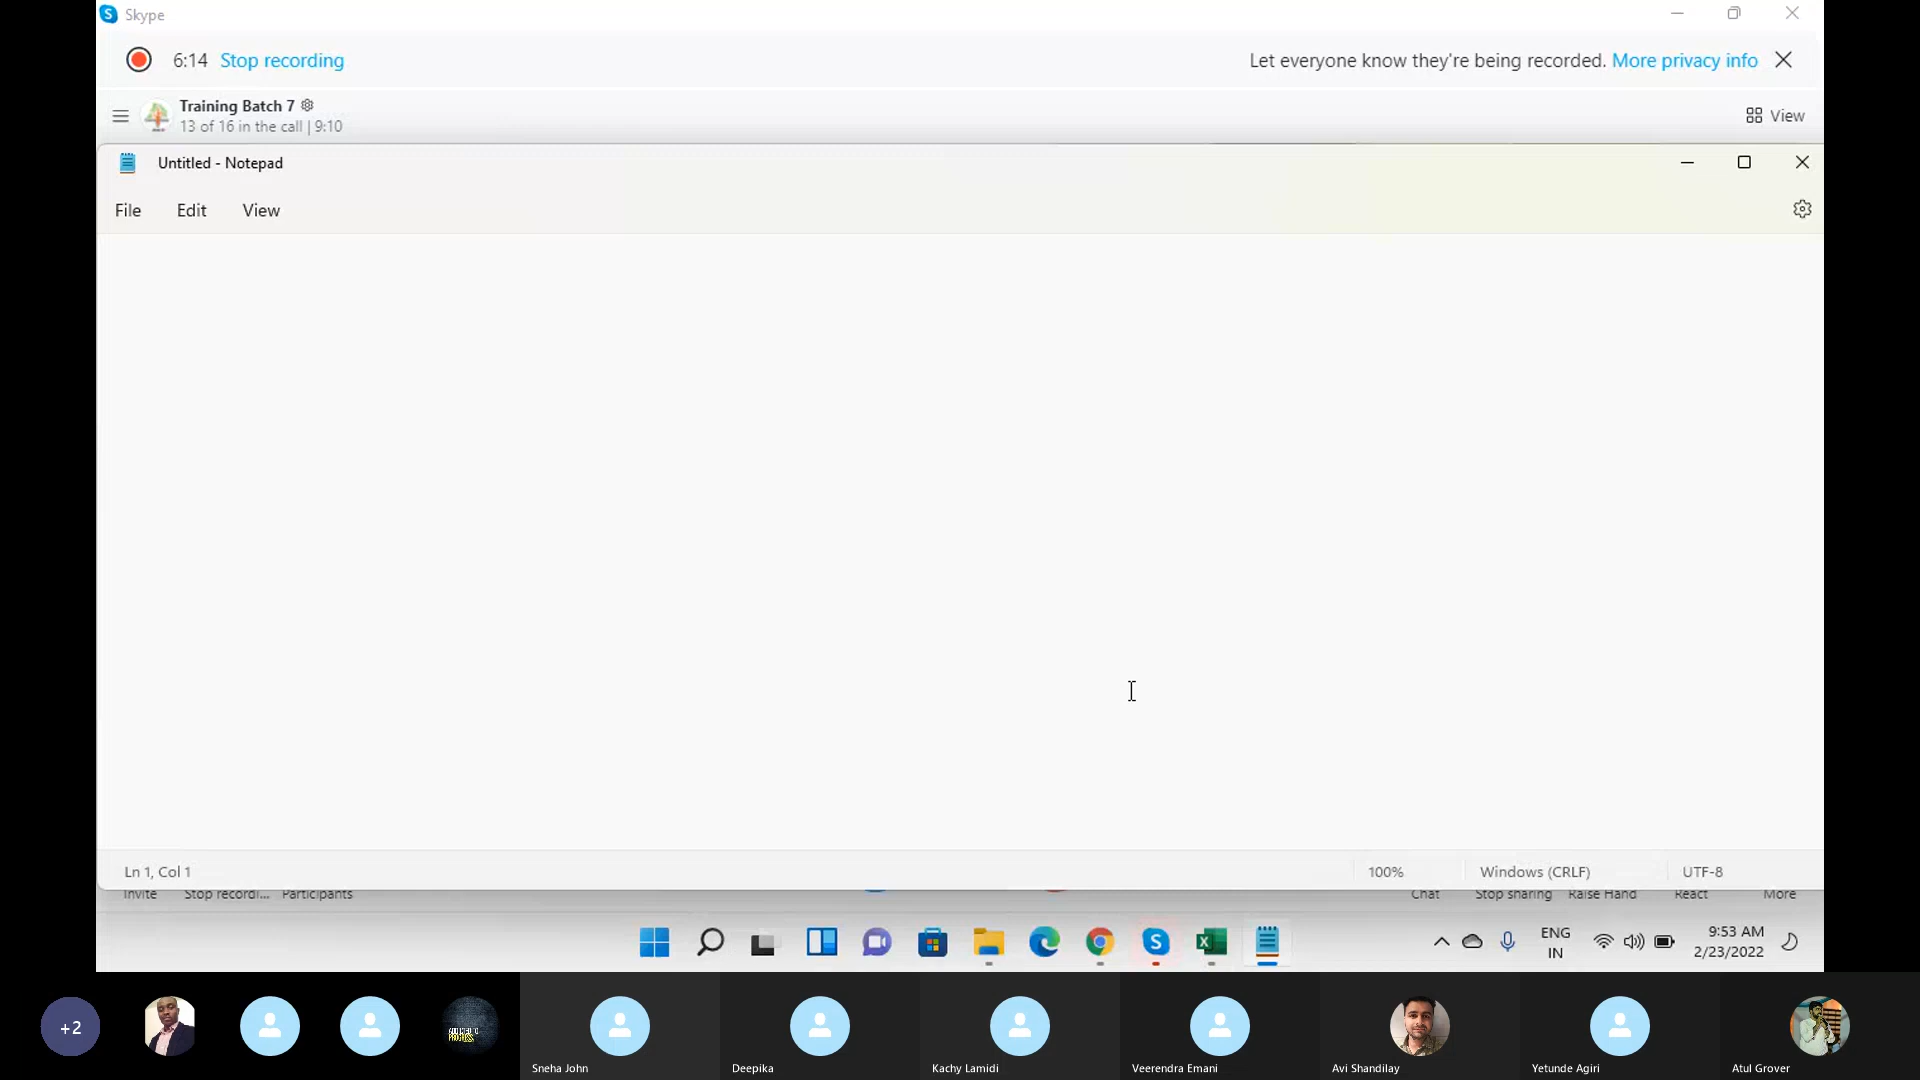 Skype
6:14 Stop recording
Let everyone know they're being recorded. More privacy info
Training Batch 7
13 of 16 in the call | 9:10
View
Untitled - Notepad
File Edit View
Ln 1, Col 1
100%
Windows (CRLF)
UTF-8
Invite Stop recordi... Participants
Chat Stop sharing Raise Hand React More
ENG
IN
9:53 AM
2/23/2022
+2
Sneha John
Deepika
Kachy Lamidi
Veerendra Emani
Avi Shandilay
Yetunde Agiri
Atul Grover